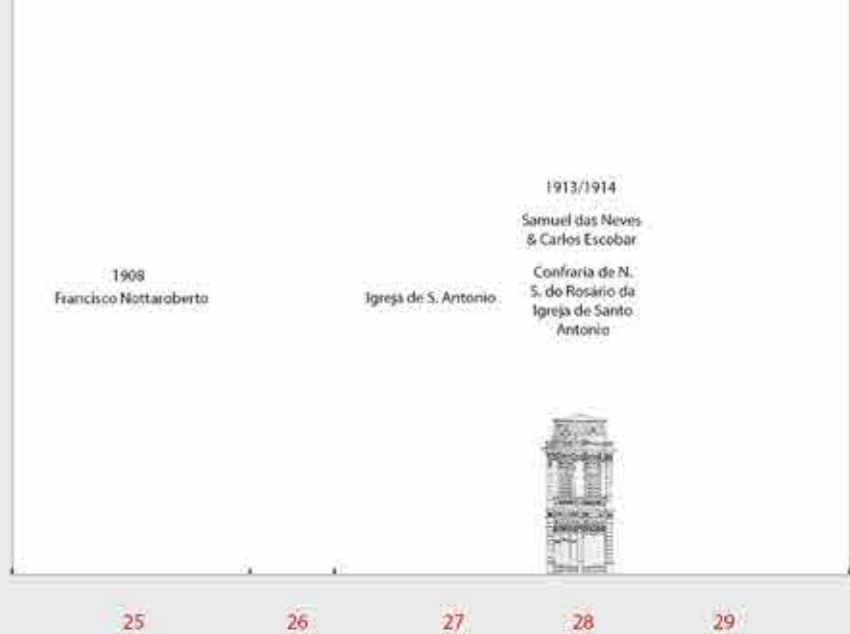 1913/1914
Samuel das Neves
& Carlos Escobar
1908
Francisco Nottaroberto
Igreja de S. Antonio
Confraria de N.
S. do Rosário da
Igreja de Santo
Antonio
25 26 27 28 29